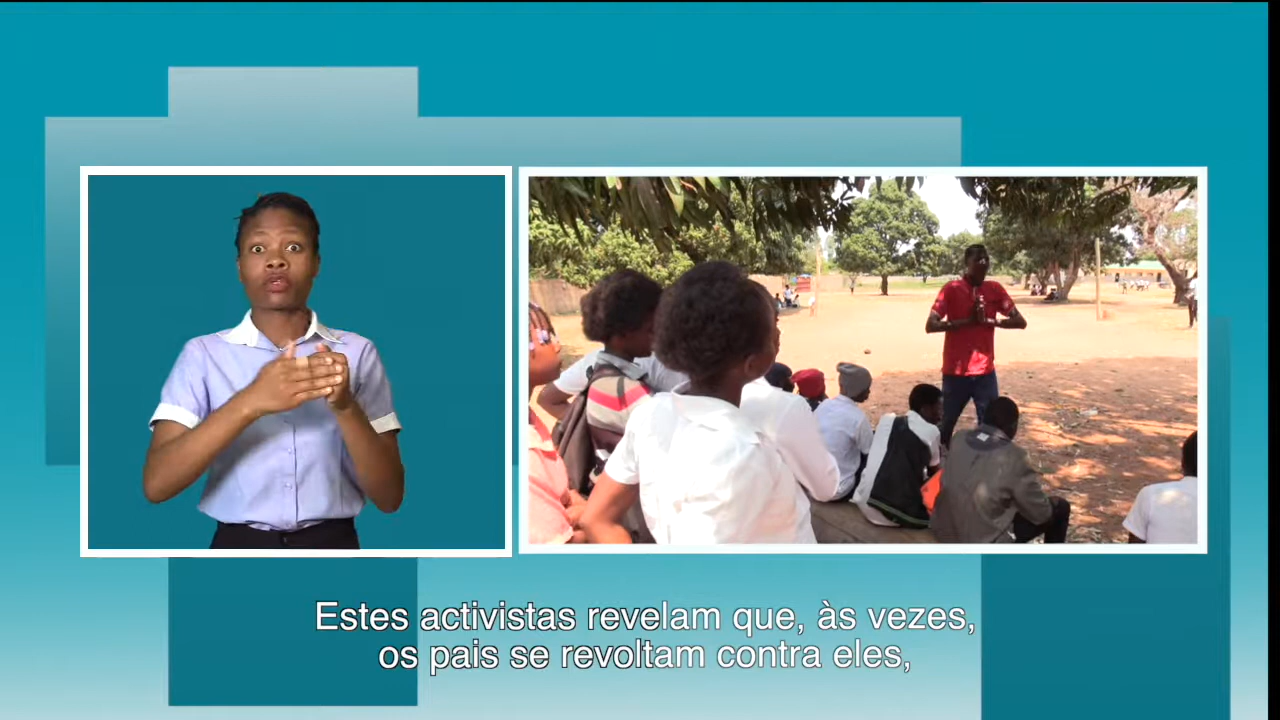 Estes activistas revelam que, às vezes,
os pais se revoltam contra eles,